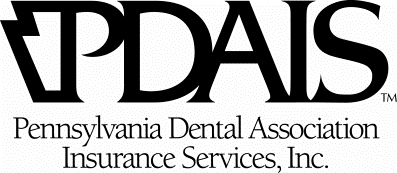 PDAIS™
Pennsylvania Dental Association
Insurance Services, Inc.